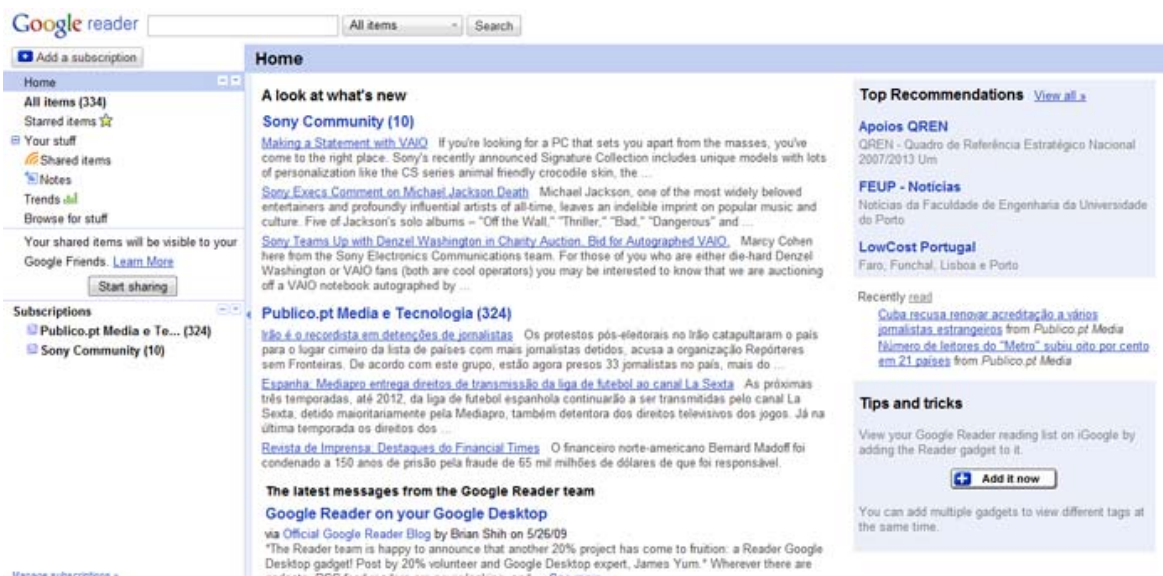 Google reader
All items
Search
Add a subscription
Home
All items (334)
Starred items
Your stuff
Shared items
Notes
Trends
Browse for stuff
Your shared items will be visible to your
Google Friends. Learn More
Start sharing
Subscriptions
Publico.pt Media e Te... (324)
Sony Community (10)
Manage subscriptions »
Home
A look at what's new
Sony Community (10)
Making a Statement with VAIO If you're looking for a PC that sets you apart from the masses, you've
come to the right place. Sony's recently announced Signature Collection includes unique models with lots
of personalization like the CS series animal friendly crocodile skin, the ...
Sony Execs Comment on Michael Jackson Death Michael Jackson, one of the most widely beloved
entertainers and profoundly influential artists of all-time, leaves an indelible imprint on popular music and
culture. Five of Jackson's solo albums – "Off the Wall," "Thriller," "Bad," "Dangerous" and ...
Sony Teams Up with Denzel Washington in Charity Auction. Bid for Autographed VAIO. Marcy Cohen
here from the Sony Electronics Communications team. For those of you who are either die-hard Denzel
Washington or VAIO fans (both are cool operators) you may be interested to know that we are auctioning
off a VAIO notebook autographed by ...
Publico.pt Media e Tecnologia (324)
Irão é o recordista em detenções de jornalistas Os protestos pós-eleitorais no Irão catapultaram o país
para o lugar cimeiro da lista de países com mais jornalistas detidos, acusa a organização Repórteres
sem Fronteiras. De acordo com este grupo, estão agora presos 33 jornalistas no país, mais do ...
Espanha: Mediapro entrega direitos de transmissão da liga de futebol ao canal La Sexta As próximas
três temporadas, até 2012, da liga de futebol espanhola continuarão a ser transmitidas pelo canal La
Sexta, detido maioritariamente pela Mediapro, também detentora dos direitos televisivos dos jogos. Já na
última temporada os direitos dos ...
Revista de Imprensa: Destaques do Financial Times O financeiro norte-americano Bernard Madoff foi
condenado a 150 anos de prisão pela fraude de 65 mil milhões de dólares de que foi responsável.
The latest messages from the Google Reader team
Google Reader on your Google Desktop
via Official Google Reader Blog by Brian Shih on 5/26/09
"The Reader team is happy to announce that another 20% project has come to fruition: a Reader Google
Desktop gadget! Post by 20% volunteer and Google Desktop expert, James Yum." Wherever there are
Top Recommendations View all »
Apoios QREN
QREN - Quadro de Referência Estratégico Nacional
2007/2013 Um
FEUP - Noticias
Notícias da Faculdade de Engenharia da Universidade
do Porto
LowCost Portugal
Faro, Funchal, Lisboa e Porto
Recently read
Cuba recusa renovar acreditação a vários
jornalistas estrangeiros from Publico.pt Media
Número de leitores do "Metro" subiu oito por cento
em 21 países from Publico.pt Media
Tips and tricks
View your Google Reader reading list on iGoogle by
adding the Reader gadget to it.
Add it now
You can add multiple gadgets to view different tags at
the same time.